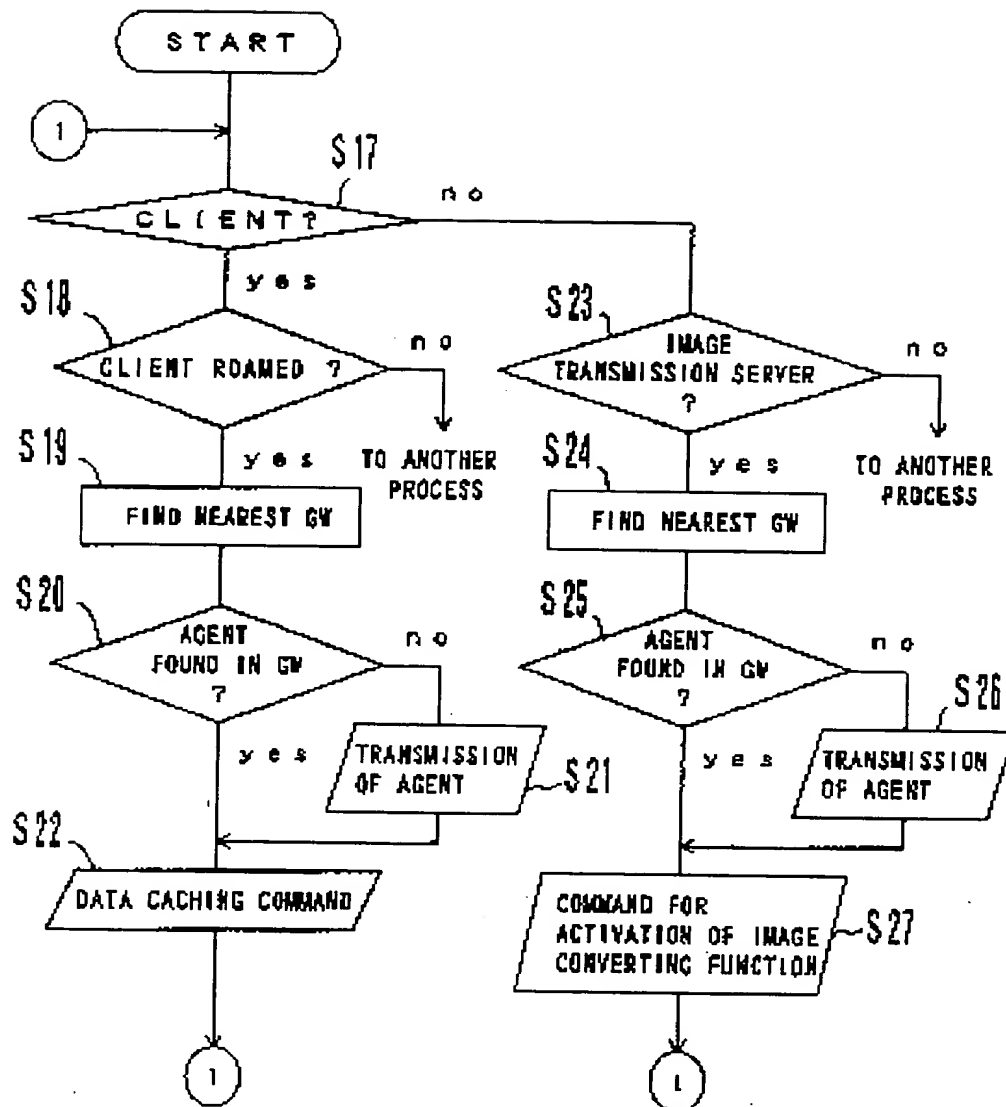 START
1
S17
CLIENT?
no
yes
S18
CLIENT ROAMED ?
no
S23
IMAGE
TRANSMISSION SERVER
?
no
S19
yes
TO ANOTHER
PROCESS
S24
yes
TO ANOTHER
PROCESS
FIND NEAREST GW
FIND NEAREST GW
S20
AGENT
FOUND IN GW
?
no
S25
AGENT
FOUND IN GW
?
no
yes
TRANSMISSION
OF AGENT
S21
yes
S26
TRANSMISSION
OF AGENT
S22
DATA CACHING COMMAND
COMMAND FOR
ACTIVATION OF IMAGE
CONVERTING FUNCTION
S27
1
1